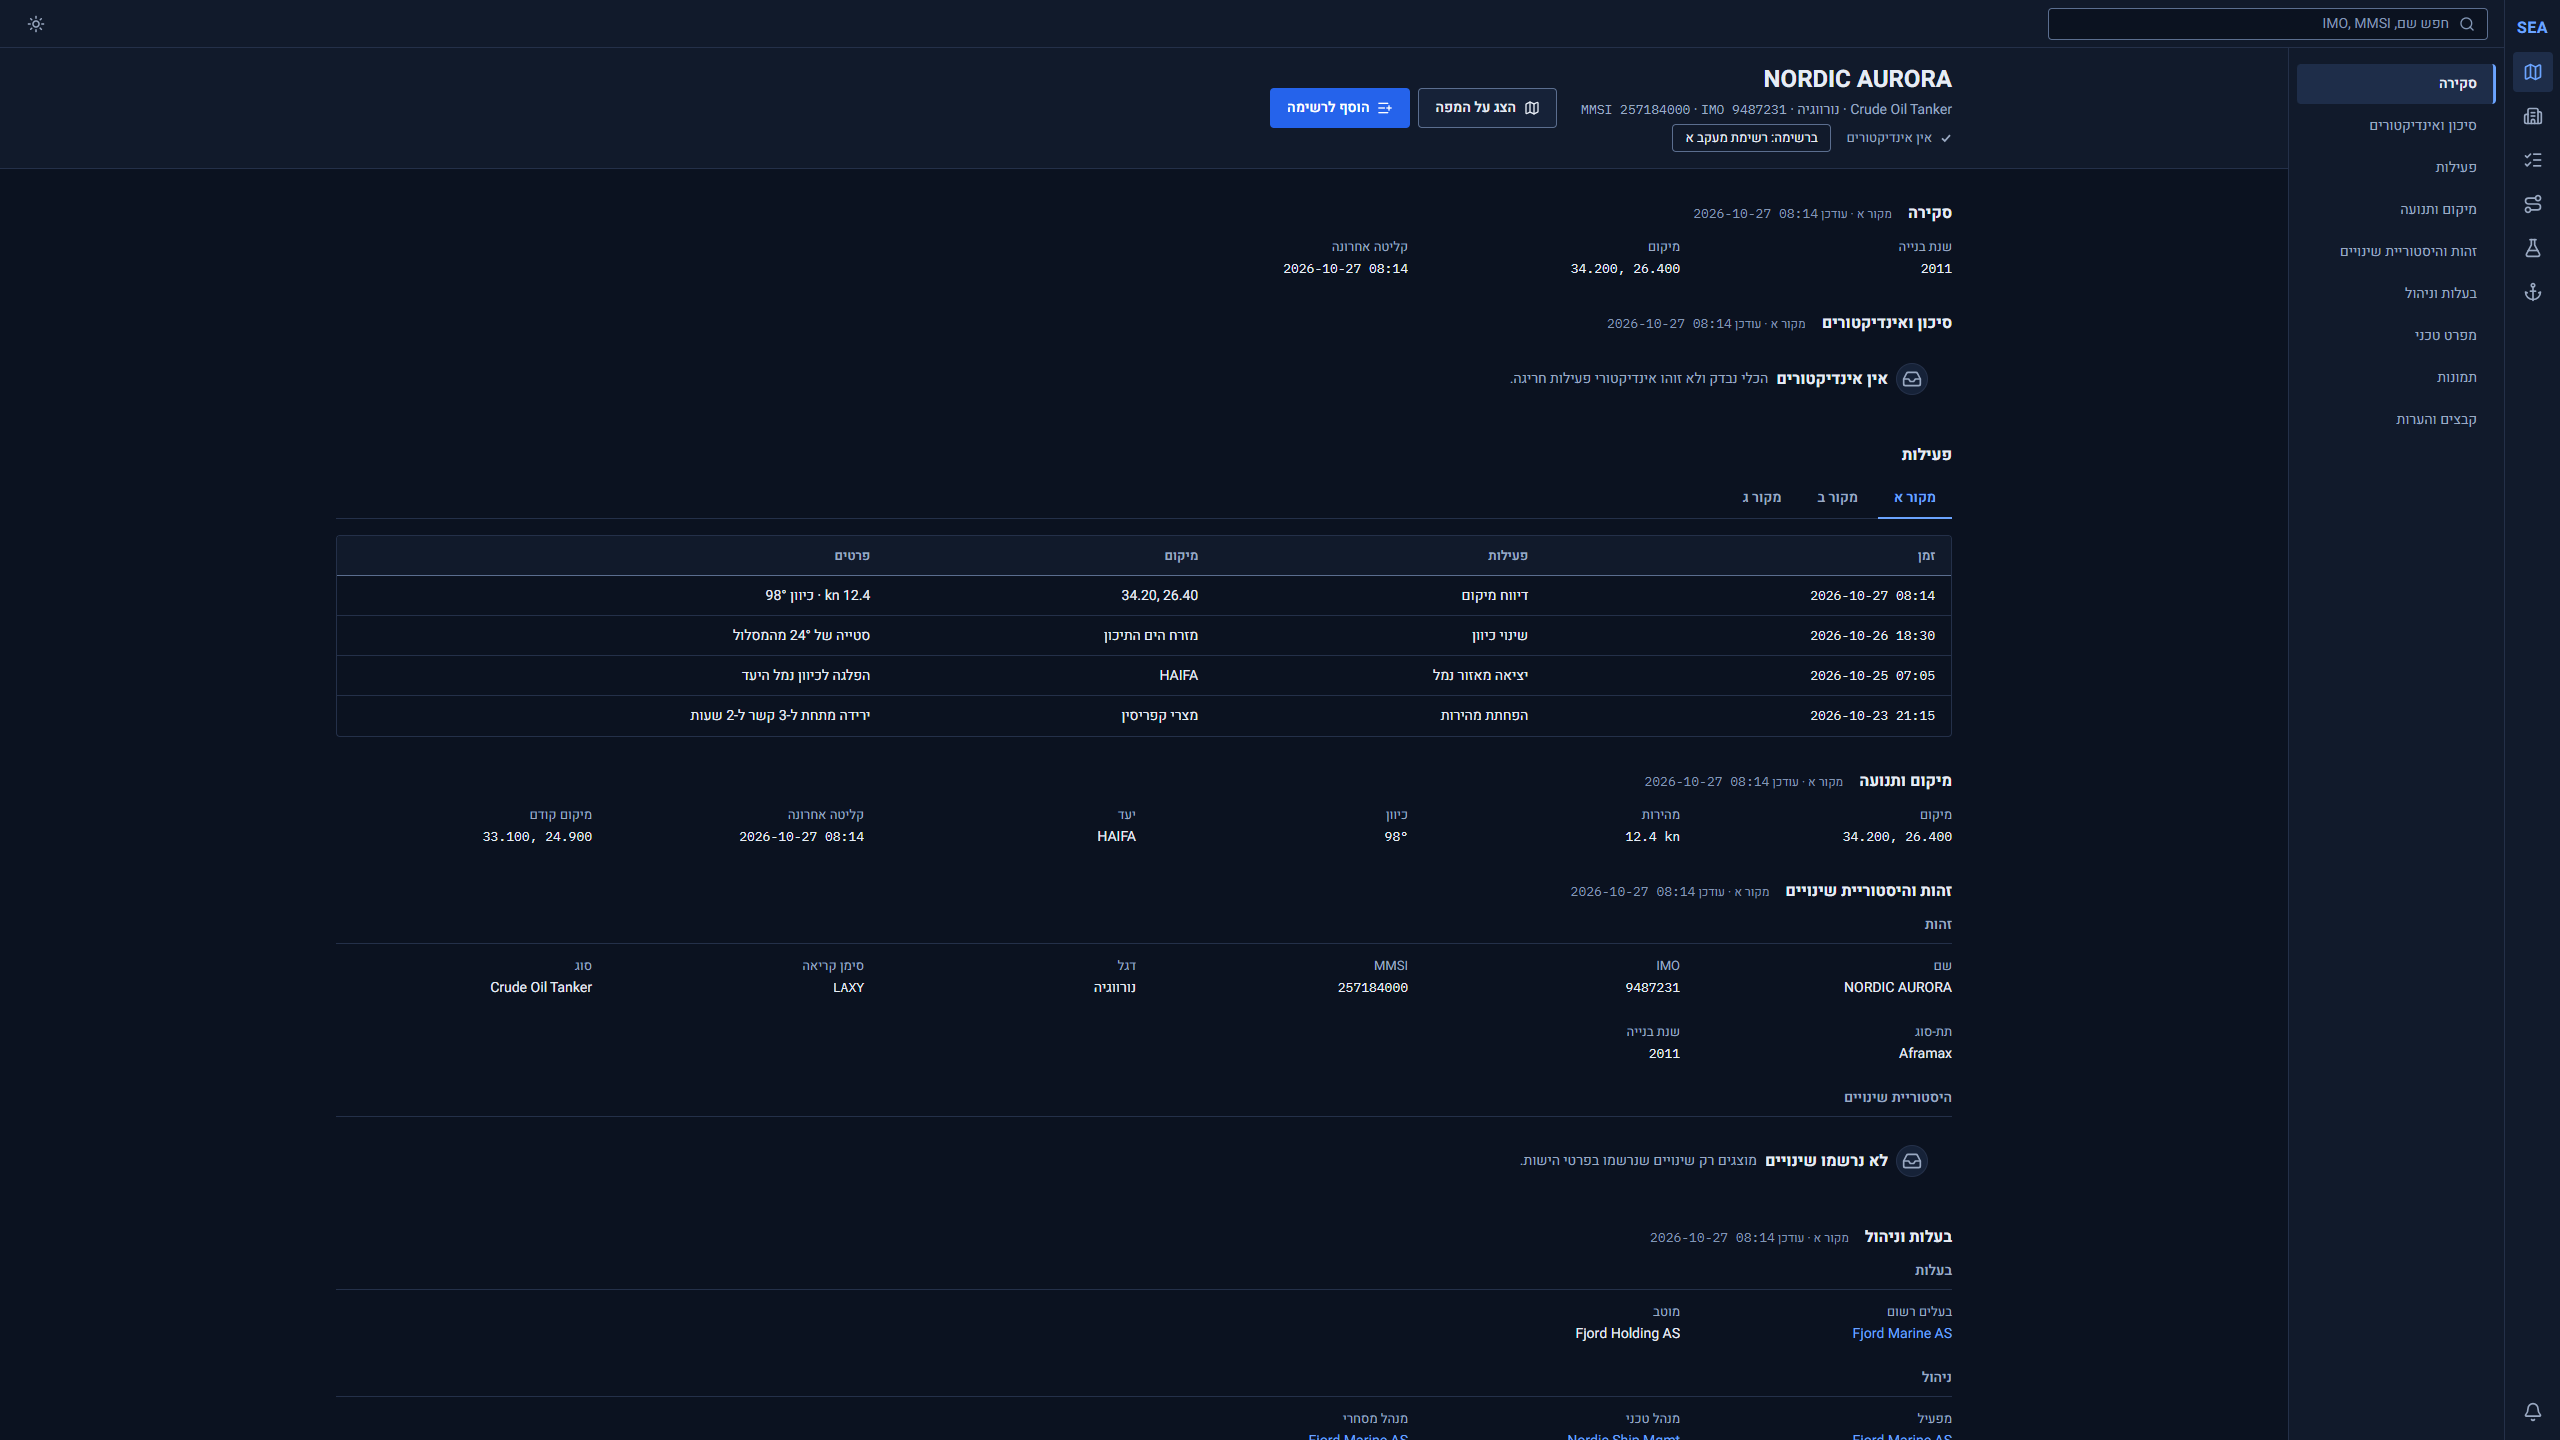 SEA
חפש שם, IMO, MMSI
סקירה
סיכון ואינדיקטורים
פעילות
מיקום ותנועה
זהות והיסטוריית שינויים
בעלות וניהול
מפרט טכני
תמונות
קבצים והערות
NORDIC AURORA
Crude Oil Tanker · נורווגיה · IMO 9487231 · MMSI 257184000
אין אינדיקטורים ברשימה: רשימת מעקב א
הצג על המפה
הוסף לרשימה
סקירה מקור א · עודכן 2026-10-27 08:14
שנת בנייה מיקום קליטה אחרונה
2011 34.200, 26.400 2026-10-27 08:14
סיכון ואינדיקטורים מקור א · עודכן 2026-10-27 08:14
אין אינדיקטורים הכלי נבדק ולא זוהו אינדיקטורי פעילות חריגה.
פעילות
מקור א מקור ב מקור ג
זמן פעילות מיקום פרטים
2026-10-27 08:14 דיווח מיקום 34.20, 26.40 12.4 kn · כיוון 98°
2026-10-26 18:30 שינוי כיוון מזרח הים התיכון סטייה של 24° מהמסלול
2026-10-25 07:05 יציאה מאזור נמל HAIFA הפלגה לכיוון נמל היעד
2026-10-23 21:15 הפחתת מהירות מצרי קפריסין ירידה מתחת ל-3 קשר ל-2 שעות
מיקום ותנועה מקור א · עודכן 2026-10-27 08:14
מיקום מהירות כיוון יעד קליטה אחרונה מיקום קודם
34.200, 26.400 12.4 kn 98° HAIFA 2026-10-27 08:14 33.100, 24.900
זהות והיסטוריית שינויים מקור א · עודכן 2026-10-27 08:14
זהות
שם IMO MMSI דגל סימן קריאה סוג
NORDIC AURORA 9487231 257184000 נורווגיה LAXY Crude Oil Tanker
תת-סוג שנת בנייה
Aframax 2011
היסטוריית שינויים
לא נרשמו שינויים מוצגים רק שינויים שנרשמו בפרטי הישות.
בעלות וניהול מקור א · עודכן 2026-10-27 08:14
בעלות
בעלים רשום מוטב
Fjord Marine AS Fjord Holding AS
ניהול
מפעיל מנהל טכני מנהל מסחרי
Fjord Marine AS Nordic Ship Mgmt Fjord Marine AS